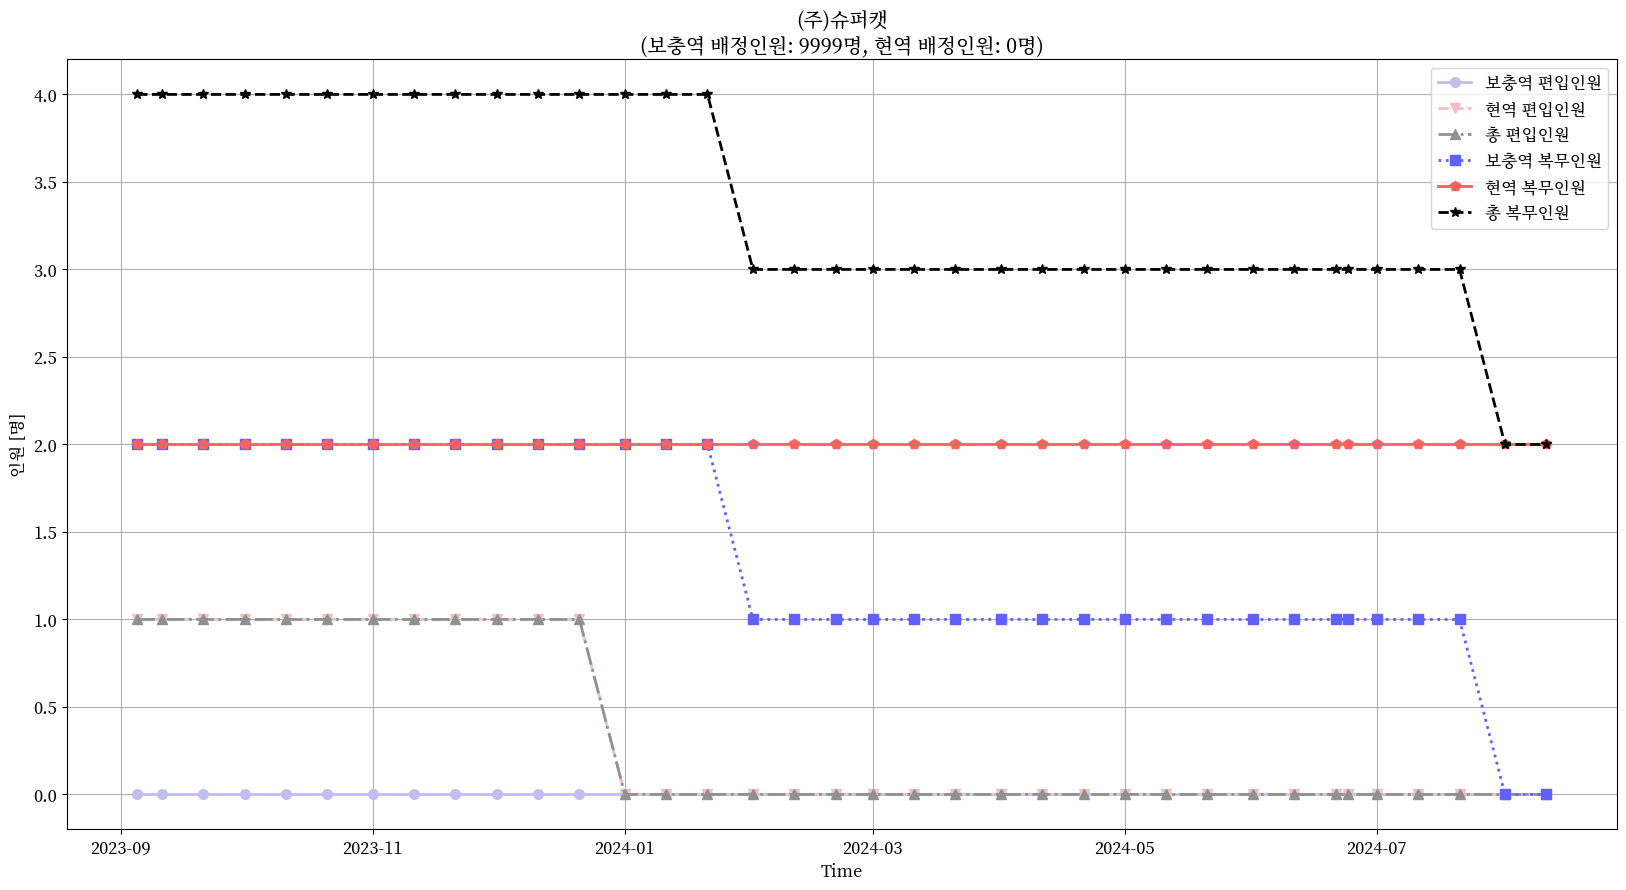 (주)슈퍼캣
(보충역 배정인원: 9999명, 현역 배정인원: 0명)
보충역 편입인원
현역 편입인원
총 편입인원
보충역 복무인원
현역 복무인원
총 복무인원
인원 [명]
4.0
3.5
3.0
2.5
2.0
1.5
1.0
0.5
0.0
2023-09
2023-11
2024-01
2024-03
2024-05
2024-07
Time